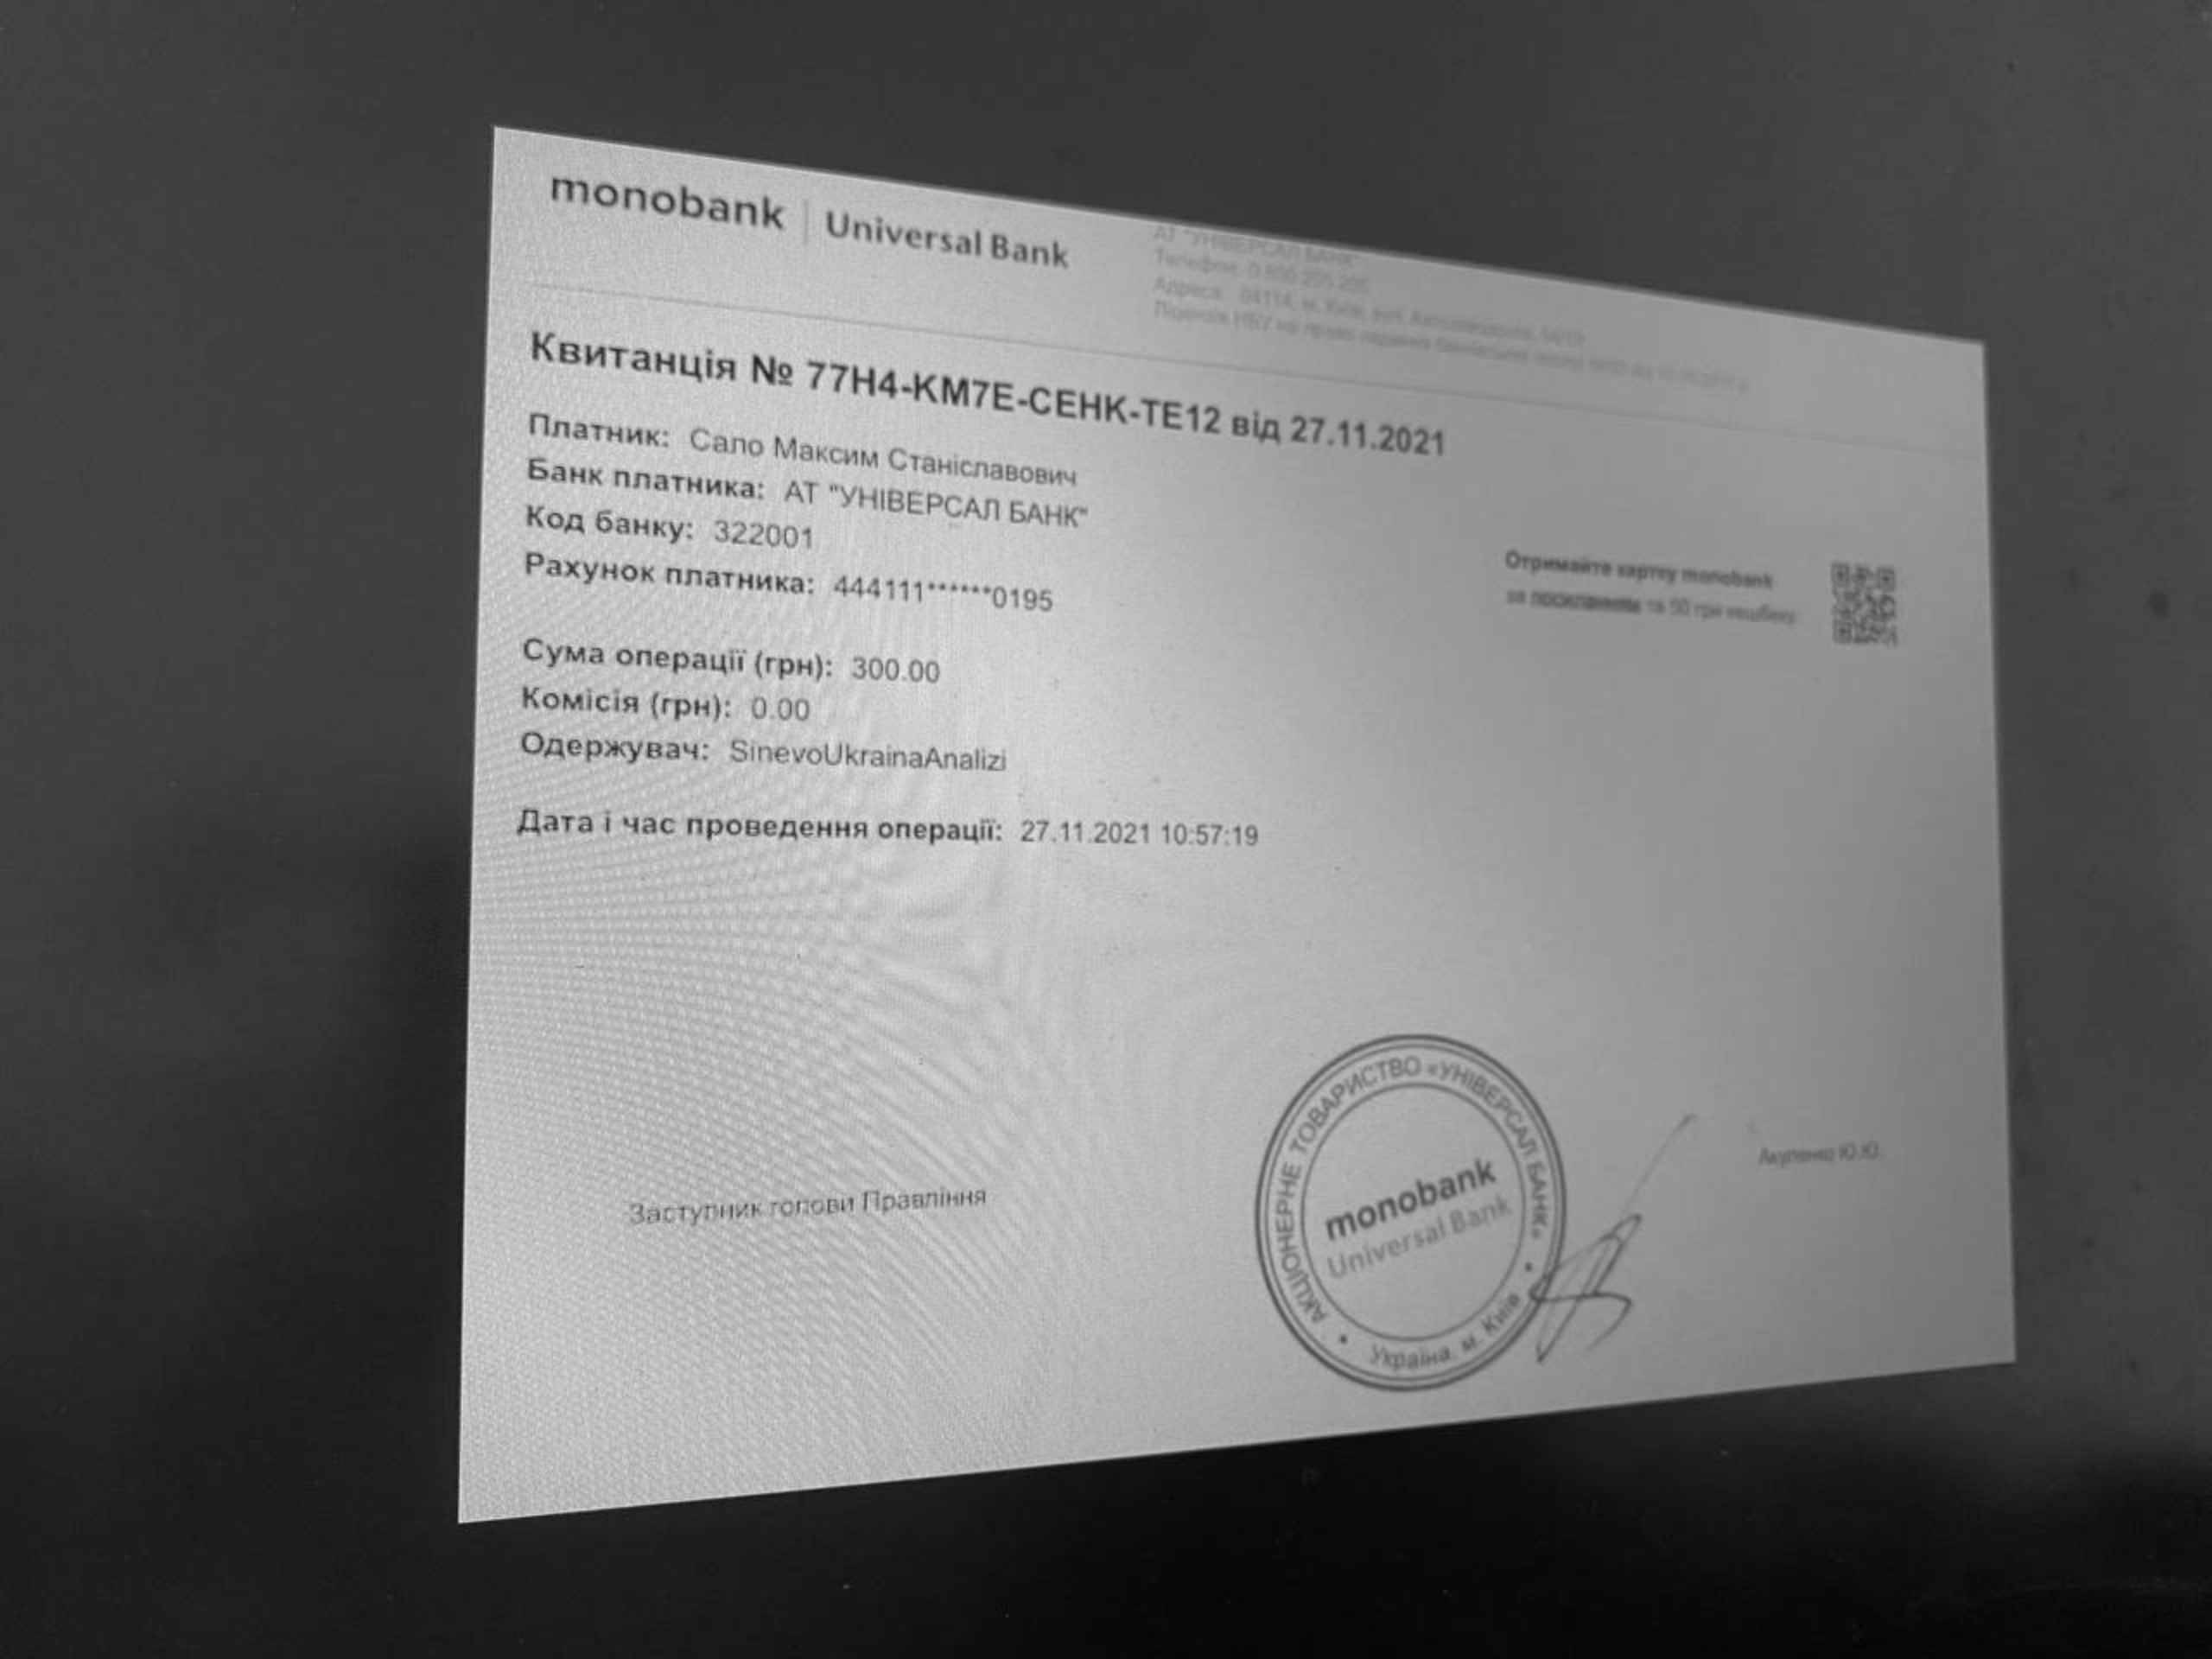 monobank | Universal Bank
АТ "УНІВЕРСАЛ БАНК"
Телефон: 0 800 205 205
Адреса: 04114, м. Київ, вул. Автозаводська, 54/19
Ліцензія НБУ на право надання банківських послуг
Квитанція № 77H4-KM7E-CEHK-TE12 від 27.11.2021
Платник: Сало Максим Станіславович
Банк платника: АТ "УНІВЕРСАЛ БАНК"
Код банку: 322001
Рахунок платника: 444111******0195
Отримайте картку monobank
за посиланням та 50 грн кешбеку
Сума операції (грн): 300.00
Комісія (грн): 0.00
Одержувач: SinevoUkrainaAnalizi
Дата і час проведення операції: 27.11.2021 10:57:19
Заступник голови Правління
АКЦІОНЕРНЕ ТОВАРИСТВО «УНІВЕРСАЛ БАНК»
monobank
Universal Bank
Україна, м. Київ
Ю.Ю.